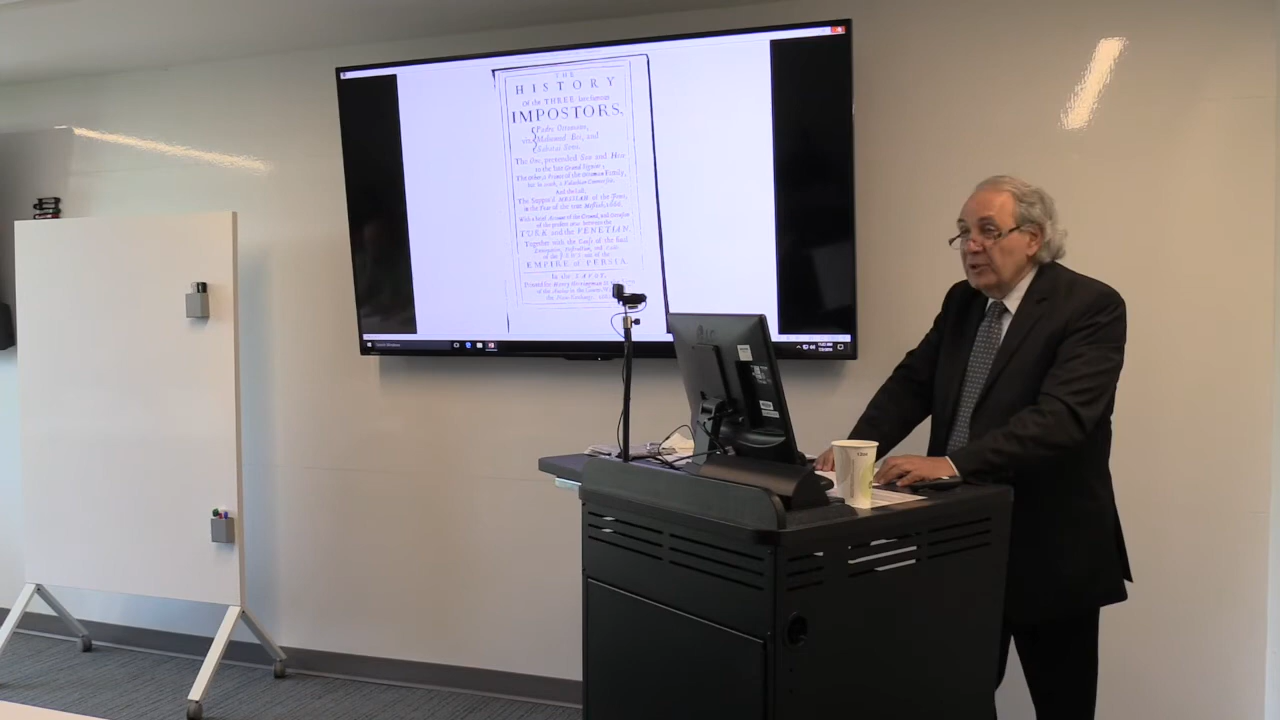 THE
HISTORY
Of the THREE late famous
IMPOSTORS,
viz.
Padre Ottomano,
Mahomed Bei, and
Sabatai Sevi.
The One, pretended Son and Heir
to the late Grand Signior;
The other, a Prince of the Ottoman Family,
but in truth, a Valachian Counterfeit.
And the last,
The Suppos'd MESSIAH of the Jews,
in the Year of the true Messiah, 1666.
With a brief Account of the Ground, and Occasion
of the present War between the
TURK and the VENETIAN.
Together with the Cause of the final
Extirpation, Destruction, and Exile
of the JEWS out of the
EMPIRE of PERSIA.
In the SAVOY,
Printed for Henry Herringman
of the Anchor in the Lower
the New Exchange.
Search Windows